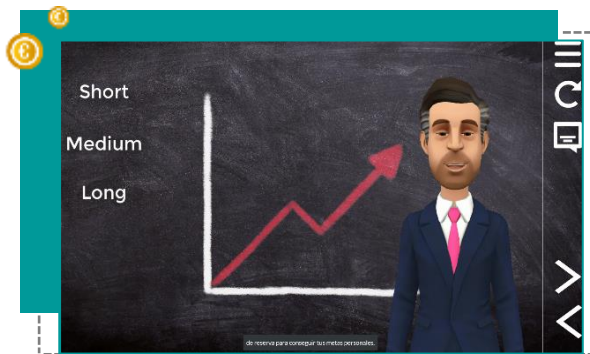 Short
Medium
Long
de reserva para conseguir tus metas personales.